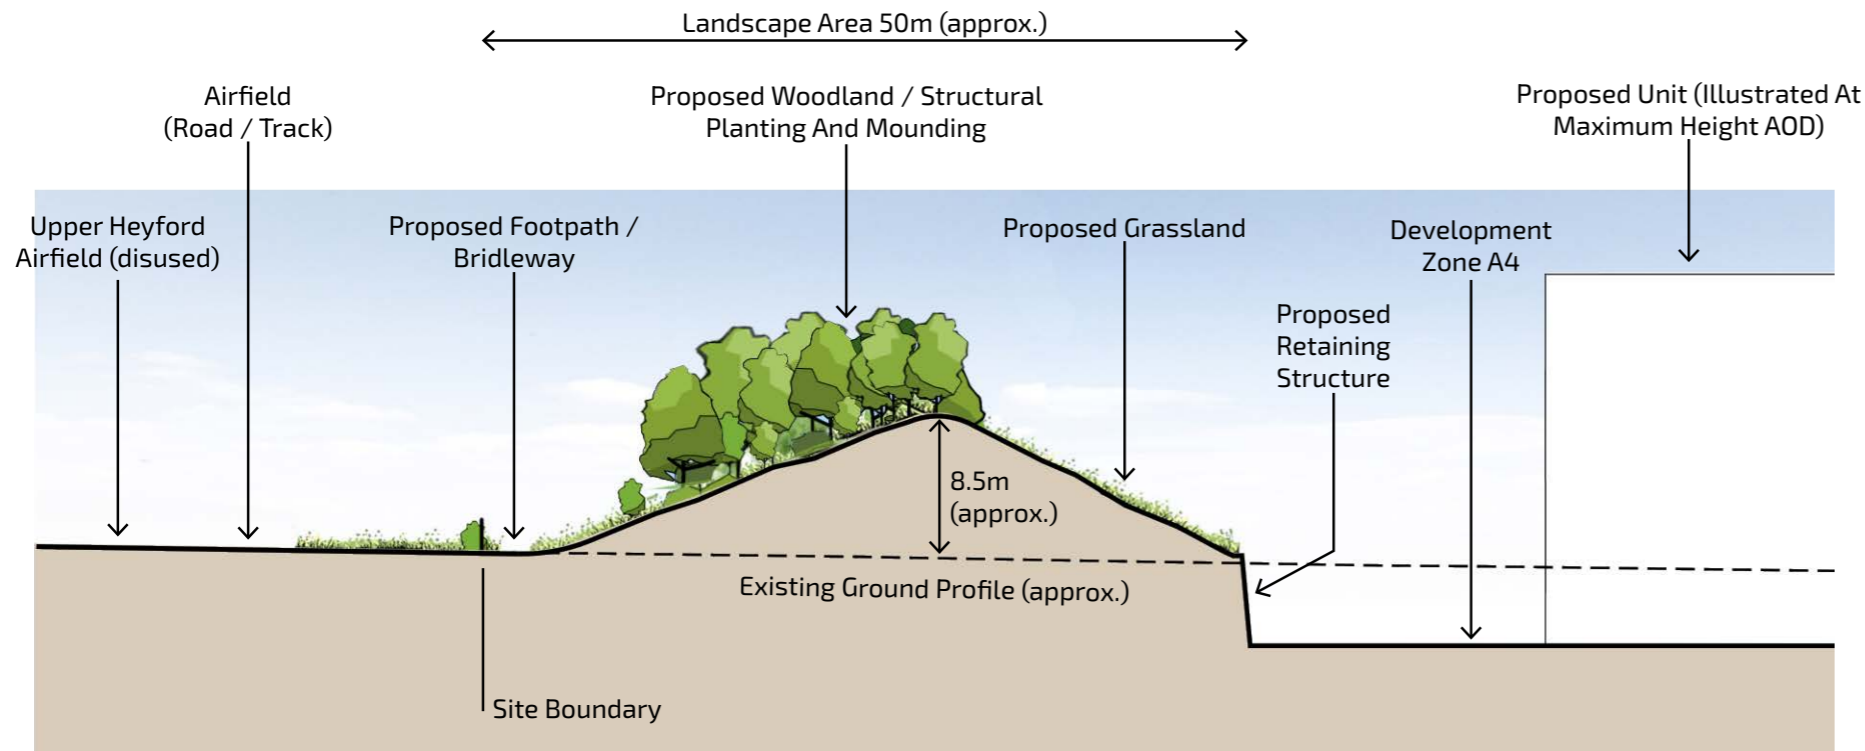 Landscape Area 50m (approx.)
Airfield
(Road / Track)
Proposed Woodland / Structural
Planting And Mounding
Proposed Unit (Illustrated At
Maximum Height AOD)
Upper Heyford
Airfield (disused)
Proposed Footpath /
Bridleway
Proposed Grassland
Development
Zone A4
Proposed
Retaining
Structure
8.5m
(approx.)
Existing Ground Profile (approx.)
Site Boundary